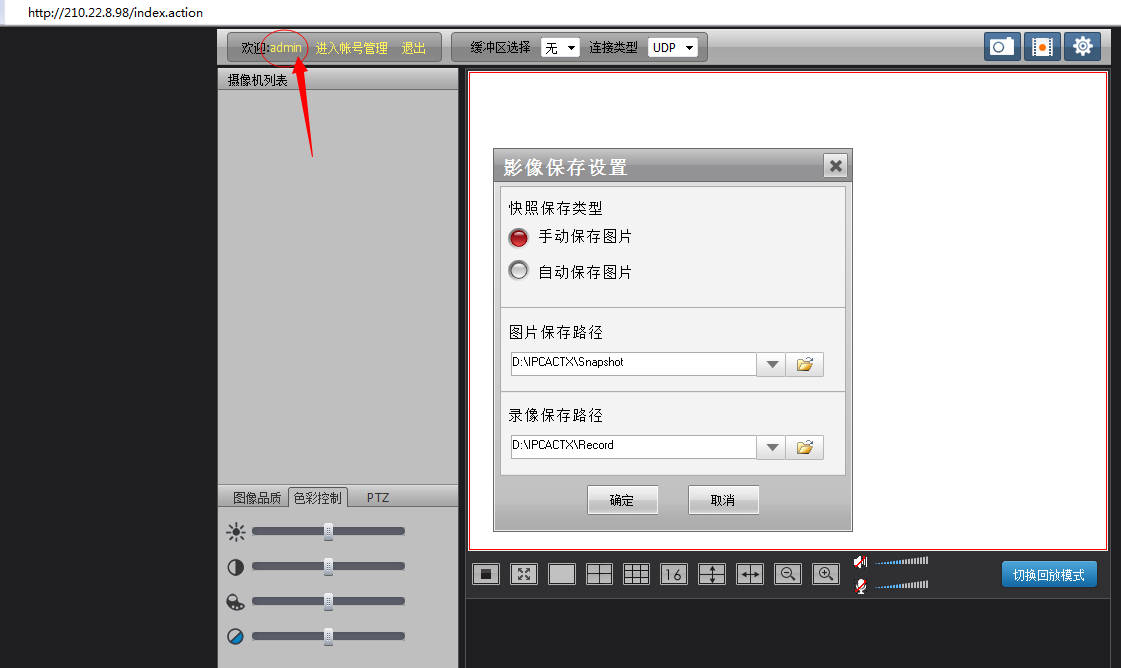 http://210.22.8.98/index.action
欢迎:admin 进入帐号管理 退出 缓冲区选择 无 连接类型 UDP
摄像机列表
影像保存设置
快照保存类型
手动保存图片
自动保存图片
图片保存路径
D:\IPCACTX\Snapshot
录像保存路径
D:\IPCACTX\Record
确定 取消
图像品质 色彩控制 PTZ
16
切换回放模式